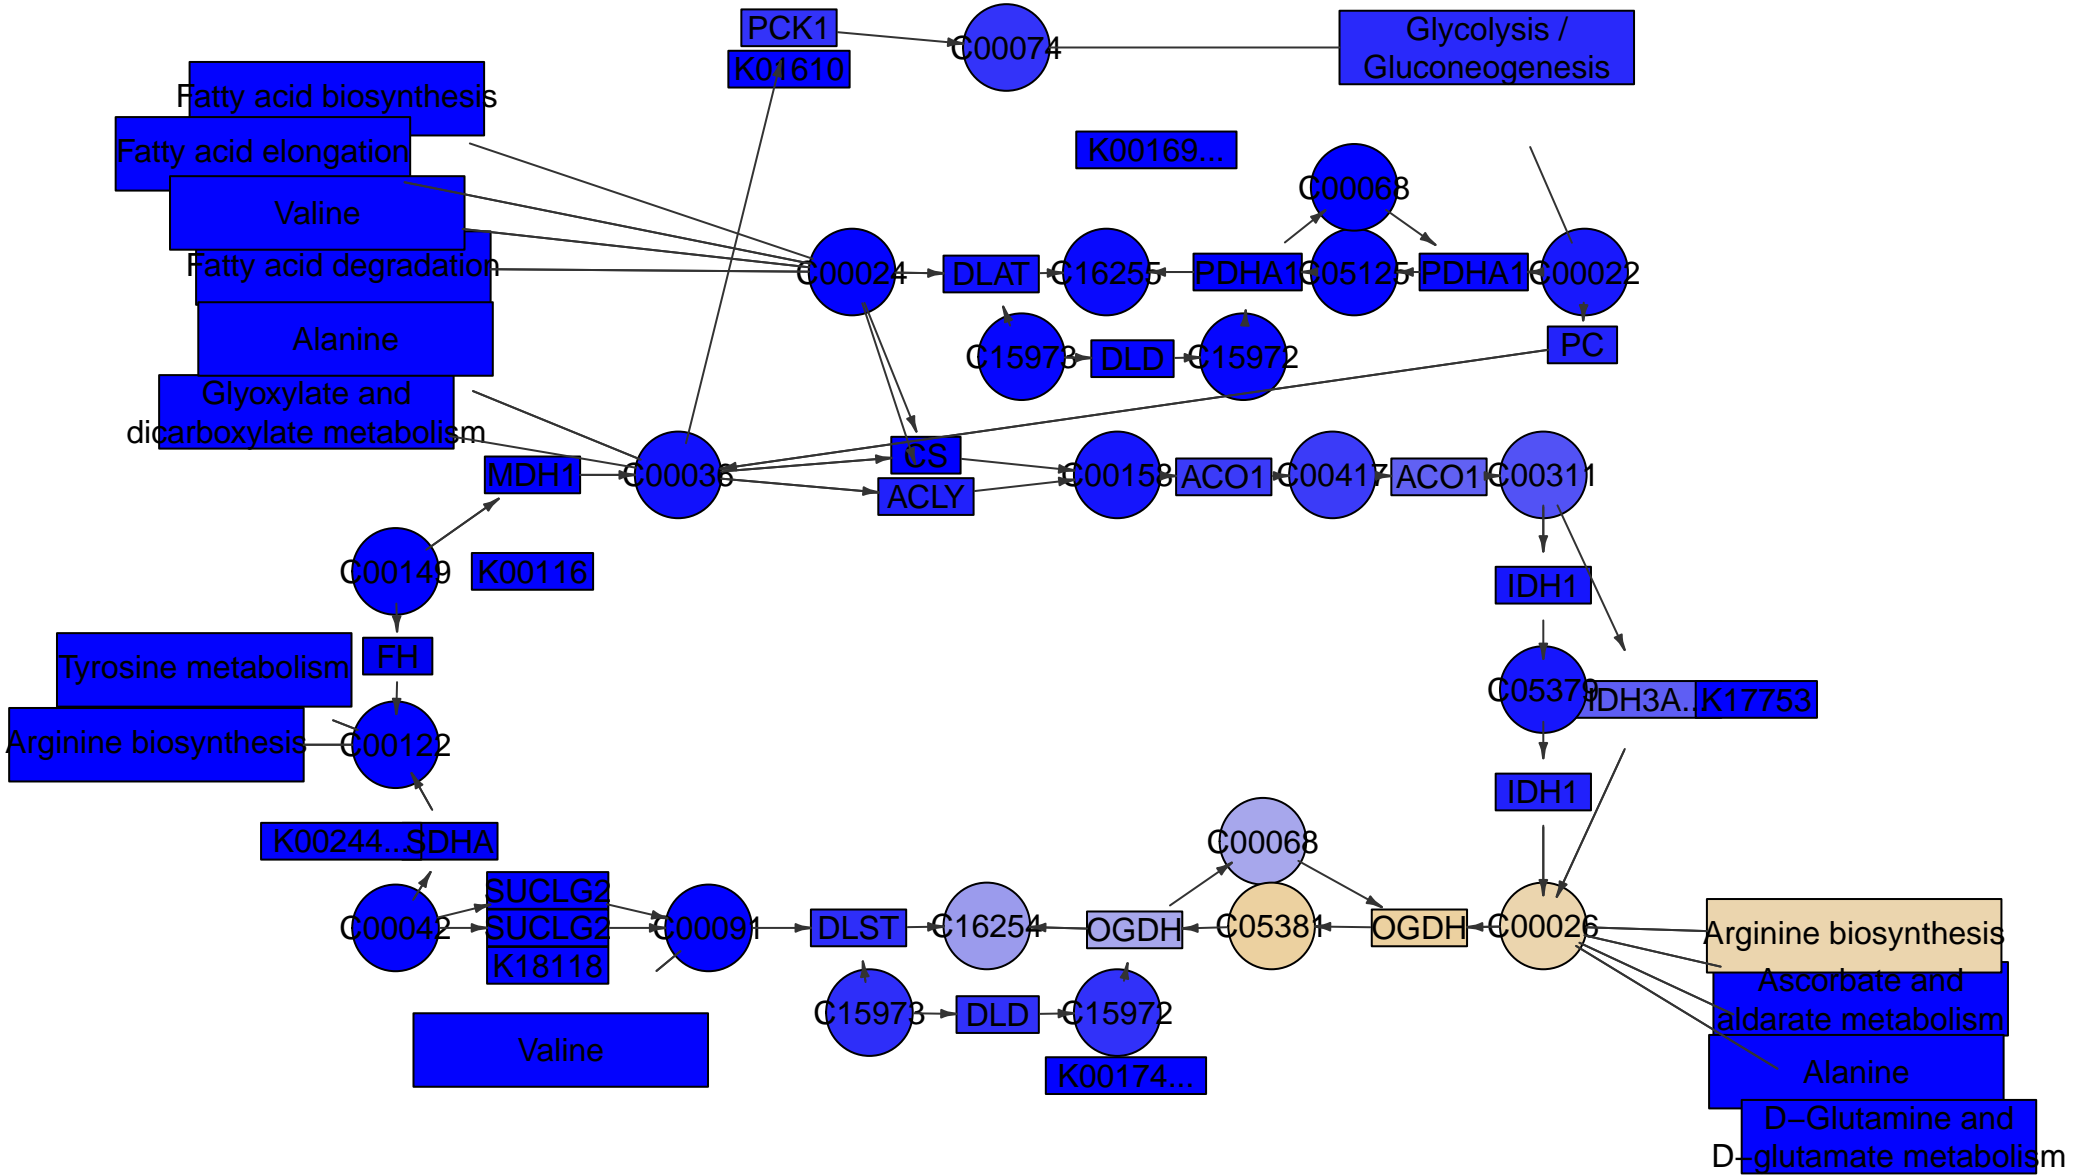 PCK1
C00074
Glycolysis /
Gluconeogenesis
K01610
Fatty acid biosynthesis
Fatty acid elongation
K00169...
C00068
Valine
Fatty acid degradation
C00024
DLAT
C16255
PDHA1
C05125
PDHA1
C00022
Alanine
C15973
DLD
C15972
PC
Glyoxylate and
dicarboxylate metabolism
MDH1
C00036
CS
ACLY
C00158
ACO1
C00417
ACO1
C00311
C00149
K00116
IDH1
FH
Tyrosine metabolism
C05379
IDH3A...
K17753
Arginine biosynthesis
C00122
IDH1
K00244...
SDHA
C00068
SUCLG2
C00042
SUCLG2
C00091
DLST
C16254
OGDH
C05381
OGDH
C00026
Arginine biosynthesis
K18118
Ascorbate and
aldarate metabolism
C15973
DLD
C15972
Valine
K00174...
Alanine
D−Glutamine and
D−glutamate metabolism